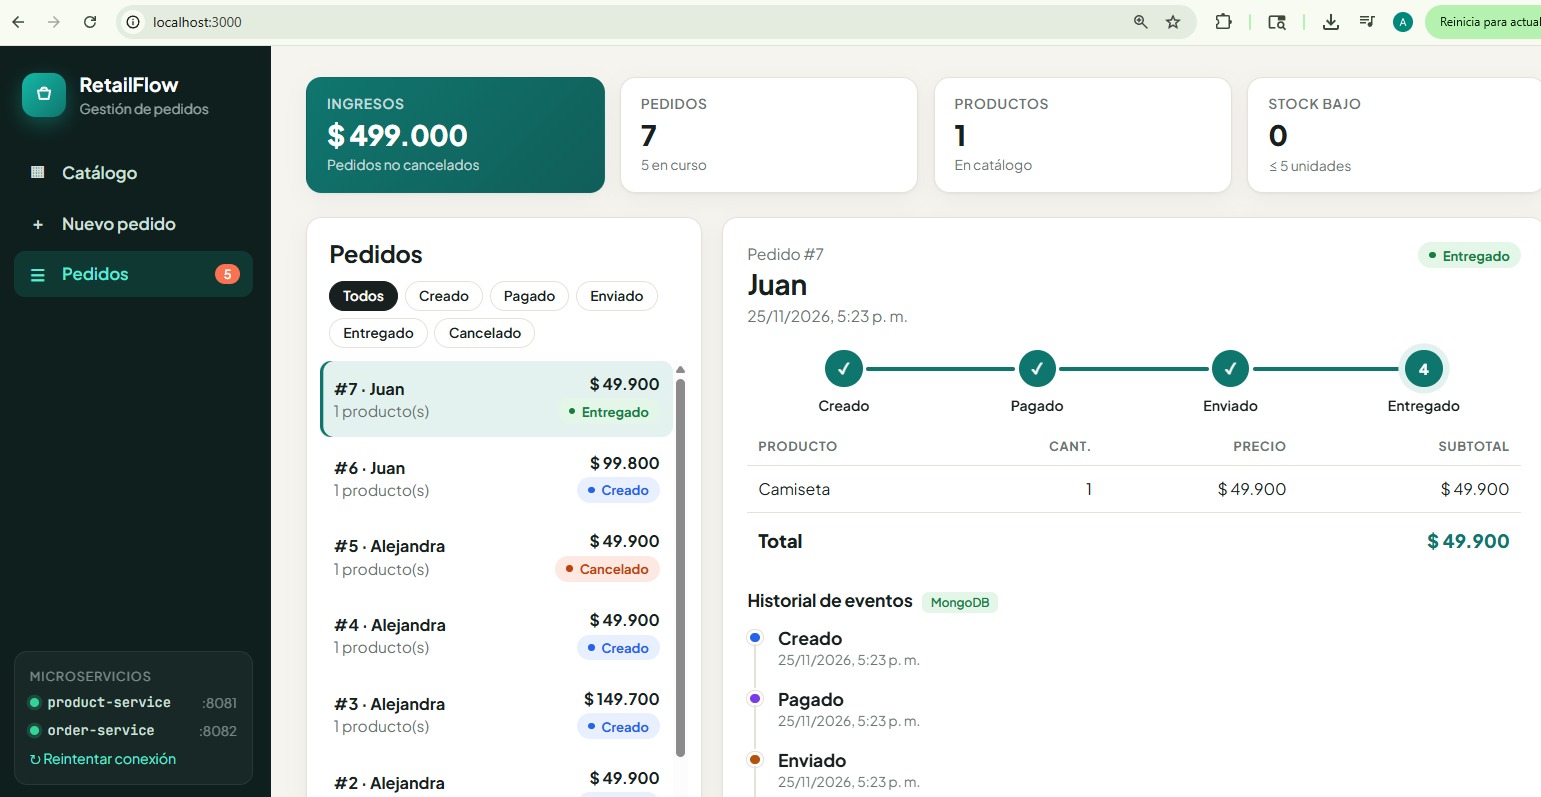 localhost:3000
A
Reinicia para actual
RetailFlow
Gestión de pedidos
Catálogo
+ Nuevo pedido
Pedidos 5
MICROSERVICIOS
product-service :8081
order-service :8082
↻ Reintentar conexión
INGRESOS
$ 499.000
Pedidos no cancelados
PEDIDOS
7
5 en curso
PRODUCTOS
1
En catálogo
STOCK BAJO
0
≤ 5 unidades
Pedidos
Todos Creado Pagado Enviado
Entregado Cancelado
#7 · Juan $ 49.900
1 producto(s) Entregado
#6 · Juan $ 99.800
1 producto(s) Creado
#5 · Alejandra $ 49.900
1 producto(s) Cancelado
#4 · Alejandra $ 49.900
1 producto(s) Creado
#3 · Alejandra $ 149.700
1 producto(s) Creado
#2 · Alejandra $ 49.900
Pedido #7 Entregado
Juan
25/11/2026, 5:23 p. m.
✓ ✓ ✓ 4
Creado Pagado Enviado Entregado
PRODUCTO CANT. PRECIO SUBTOTAL
Camiseta 1 $ 49.900 $ 49.900
Total $ 49.900
Historial de eventos MongoDB
Creado
25/11/2026, 5:23 p. m.
Pagado
25/11/2026, 5:23 p. m.
Enviado
25/11/2026, 5:23 p. m.